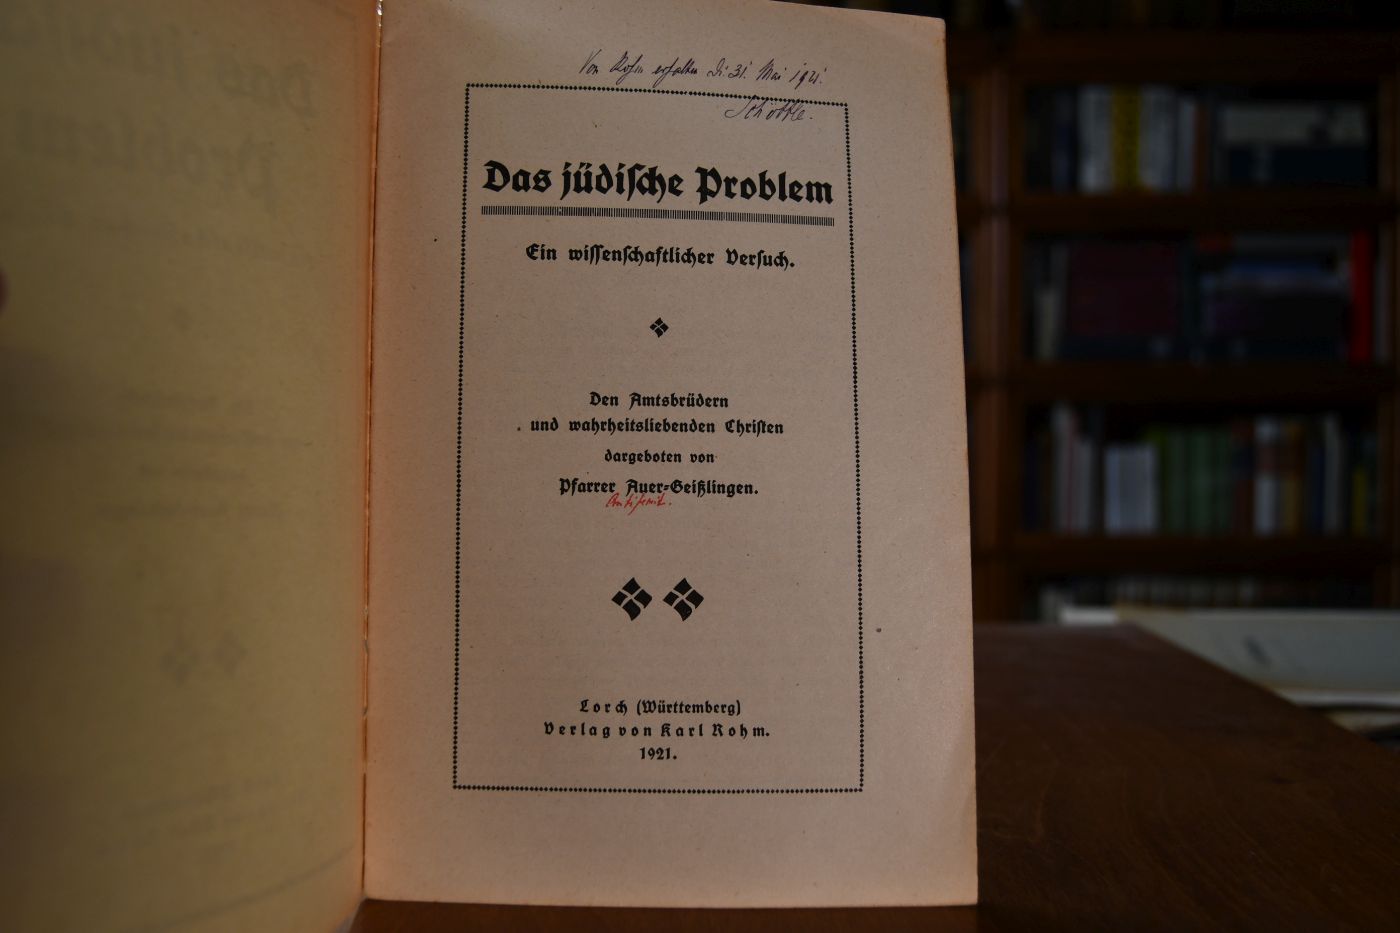 Von Rohm erhalten Di 31. Mai 1921.
Schöttle.
Das jüdische Problem
Ein wissenschaftlicher Versuch.
Den Amtsbrüdern
und wahrheitsliebenden Christen
dargeboten von
Pfarrer Auer-Geißlingen.
Antisemit.
Lorch (Württemberg)
Verlag von Karl Rohm.
1921.